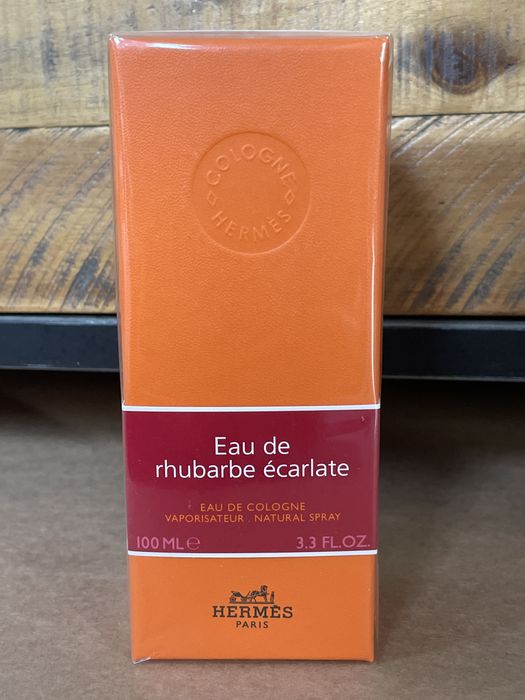 COLOGNE
HERMÈS
Eau de
rhubarbe écarlate
EAU DE COLOGNE
VAPORISATEUR . NATURAL SPRAY
100 ML ℮ 3.3 FL.OZ.
HERMÈS
PARIS